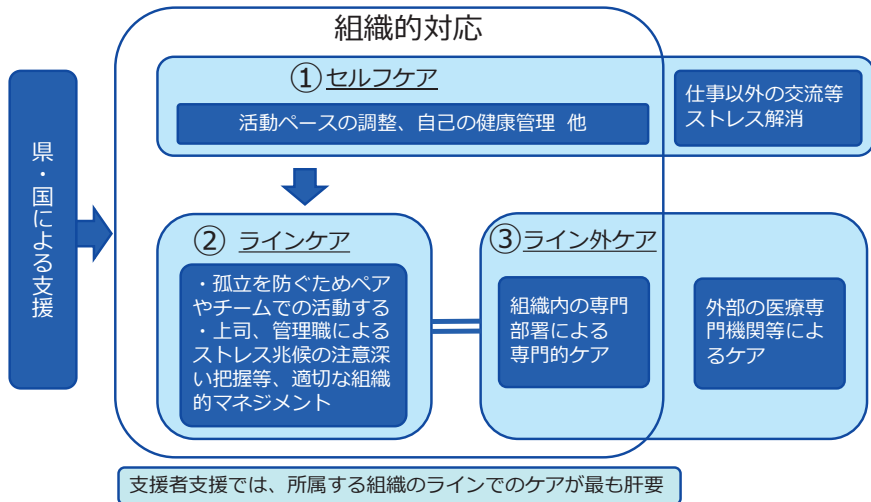 組織的対応
①セルフケア
活動ペースの調整、自己の健康管理 他
仕事以外の交流等
ストレス解消
県・国による支援
② ラインケア
・孤立を防ぐためペア
やチームでの活動する
・上司、管理職による
ストレス兆候の注意深
い把握等、適切な組織
的マネジメント
③ライン外ケア
組織内の専門
部署による
専門的ケア
外部の医療専
門機関等によ
るケア
支援者支援では、所属する組織のラインでのケアが最も肝要